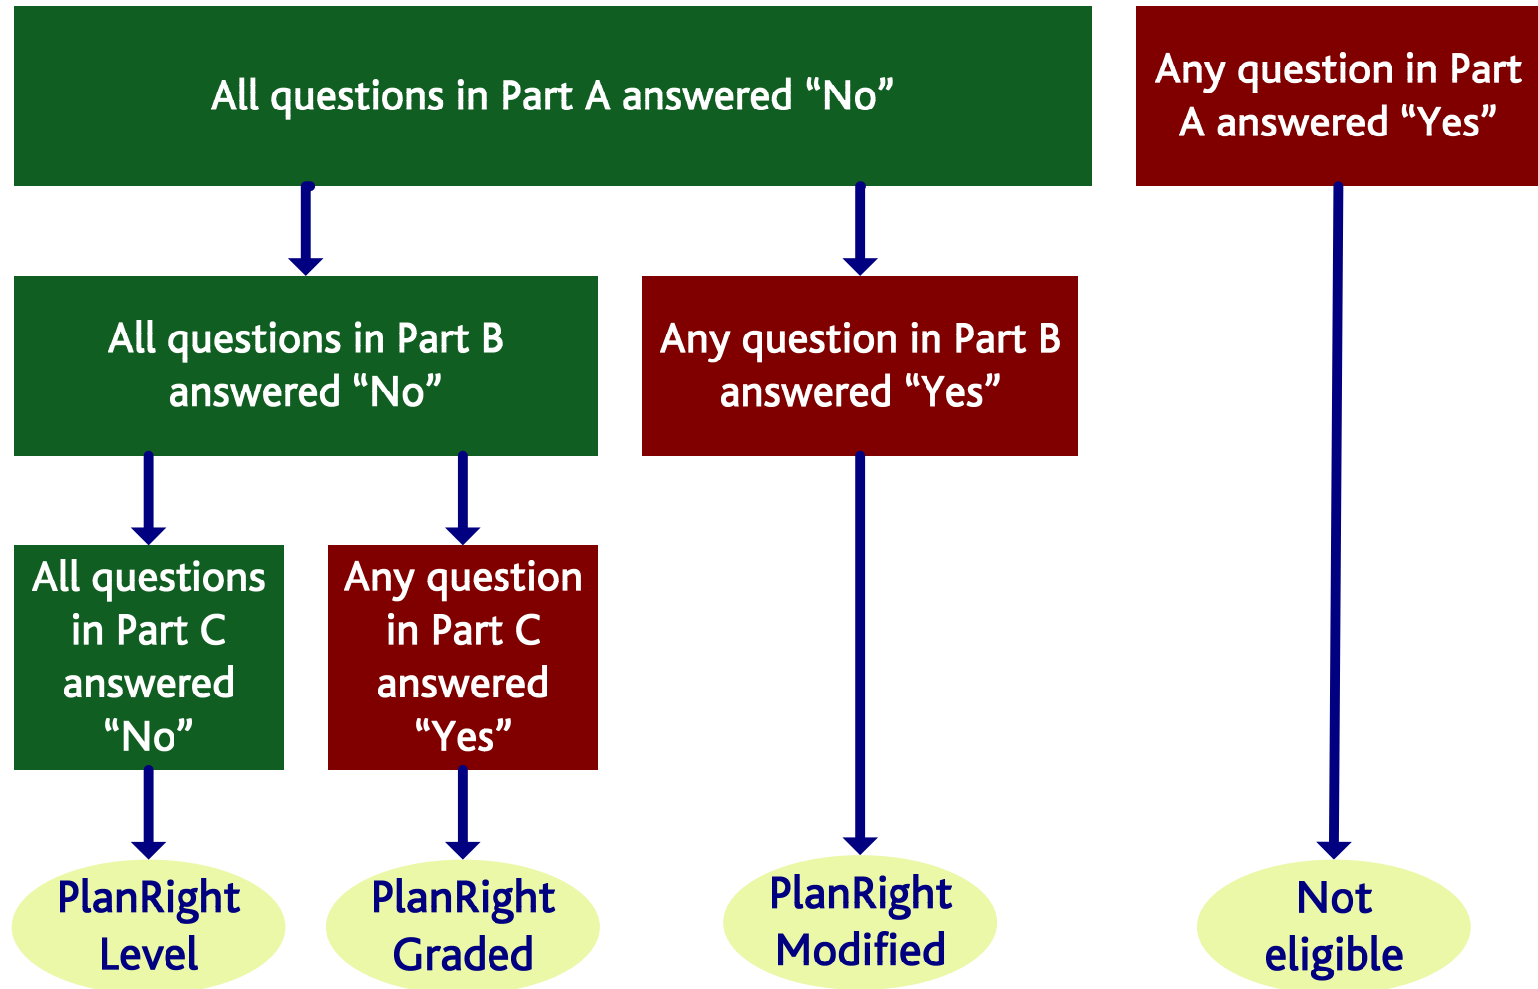 All questions in Part A answered “No”
Any question in Part
A answered “Yes”
All questions in Part B
answered “No”
Any question in Part B
answered “Yes”
All questions
in Part C
answered
“No”
Any question
in Part C
answered
“Yes”
PlanRight
Level
PlanRight
Graded
PlanRight
Modified
Not
eligible